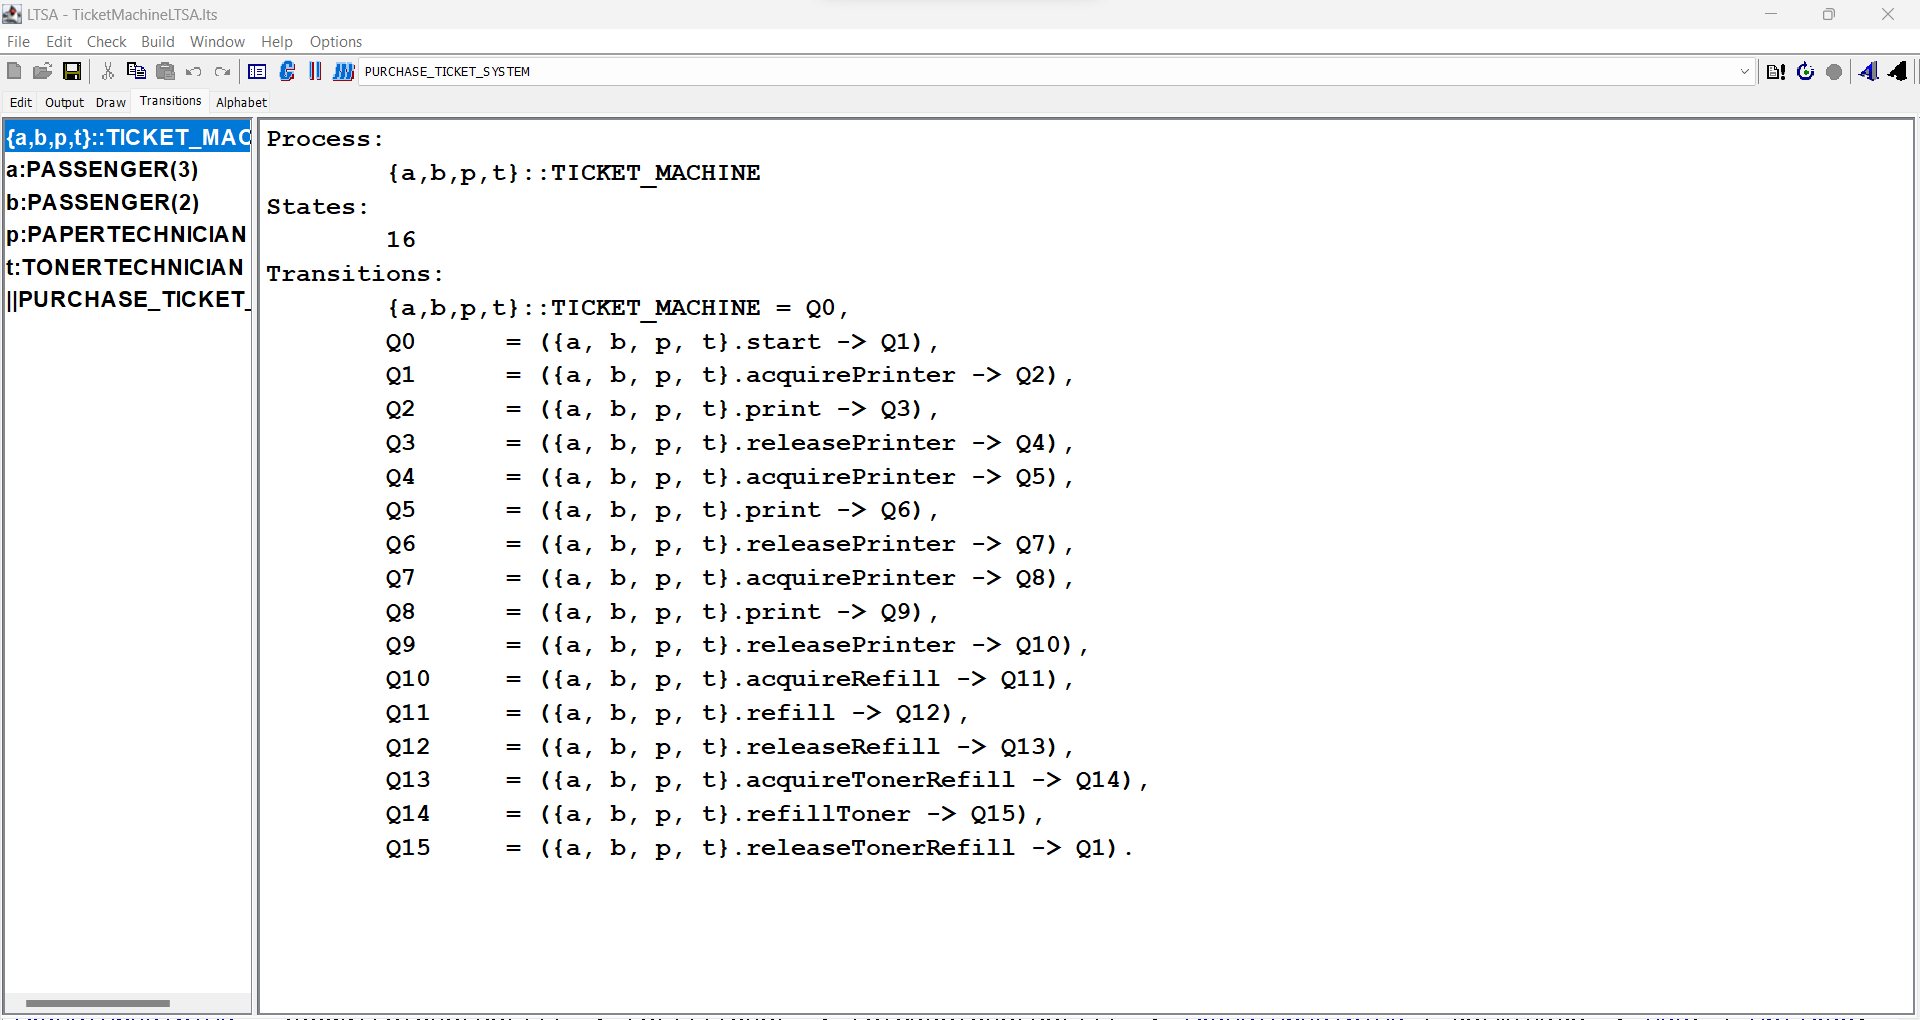 LTSA - TicketMachineLTSA.lts
File Edit Check Build Window Help Options
PURCHASE_TICKET_SYSTEM
Edit Output Draw Transitions Alphabet
{a,b,p,t}::TICKET_MAC
a:PASSENGER(3)
b:PASSENGER(2)
p:PAPERTECHNICIAN
t:TONERTECHNICIAN
||PURCHASE_TICKET_
Process:
{a,b,p,t}::TICKET_MACHINE
States:
16
Transitions:
{a,b,p,t}::TICKET_MACHINE = Q0,
Q0 = ({a, b, p, t}.start -> Q1),
Q1 = ({a, b, p, t}.acquirePrinter -> Q2),
Q2 = ({a, b, p, t}.print -> Q3),
Q3 = ({a, b, p, t}.releasePrinter -> Q4),
Q4 = ({a, b, p, t}.acquirePrinter -> Q5),
Q5 = ({a, b, p, t}.print -> Q6),
Q6 = ({a, b, p, t}.releasePrinter -> Q7),
Q7 = ({a, b, p, t}.acquirePrinter -> Q8),
Q8 = ({a, b, p, t}.print -> Q9),
Q9 = ({a, b, p, t}.releasePrinter -> Q10),
Q10 = ({a, b, p, t}.acquireRefill -> Q11),
Q11 = ({a, b, p, t}.refill -> Q12),
Q12 = ({a, b, p, t}.releaseRefill -> Q13),
Q13 = ({a, b, p, t}.acquireTonerRefill -> Q14),
Q14 = ({a, b, p, t}.refillToner -> Q15),
Q15 = ({a, b, p, t}.releaseTonerRefill -> Q1).